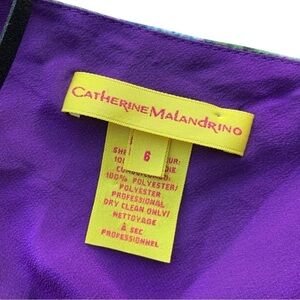 CATHERINE MALANDRINO
6
100% POLYESTER/
POLYESTER
PROFESSIONAL
DRY CLEAN ONLY/
NETTOYAGE
À SEC
PROFESSIONNEL